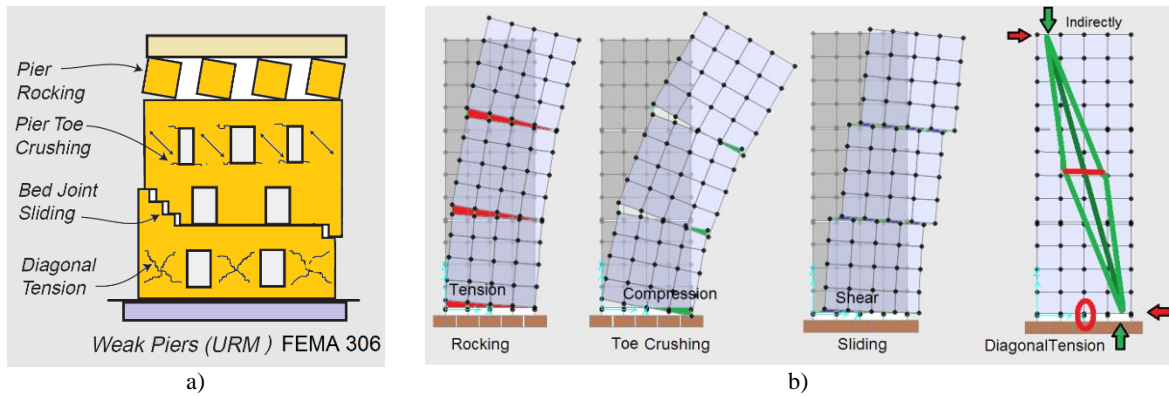 Pier
Rocking
Pier Toe
Crushing
Bed Joint
Sliding
Diagonal
Tension
Weak Piers (URM ) FEMA 306
a)
Indirectly
Tension
Compression
Shear
Rocking
Toe Crushing
Sliding
DiagonalTension
b)